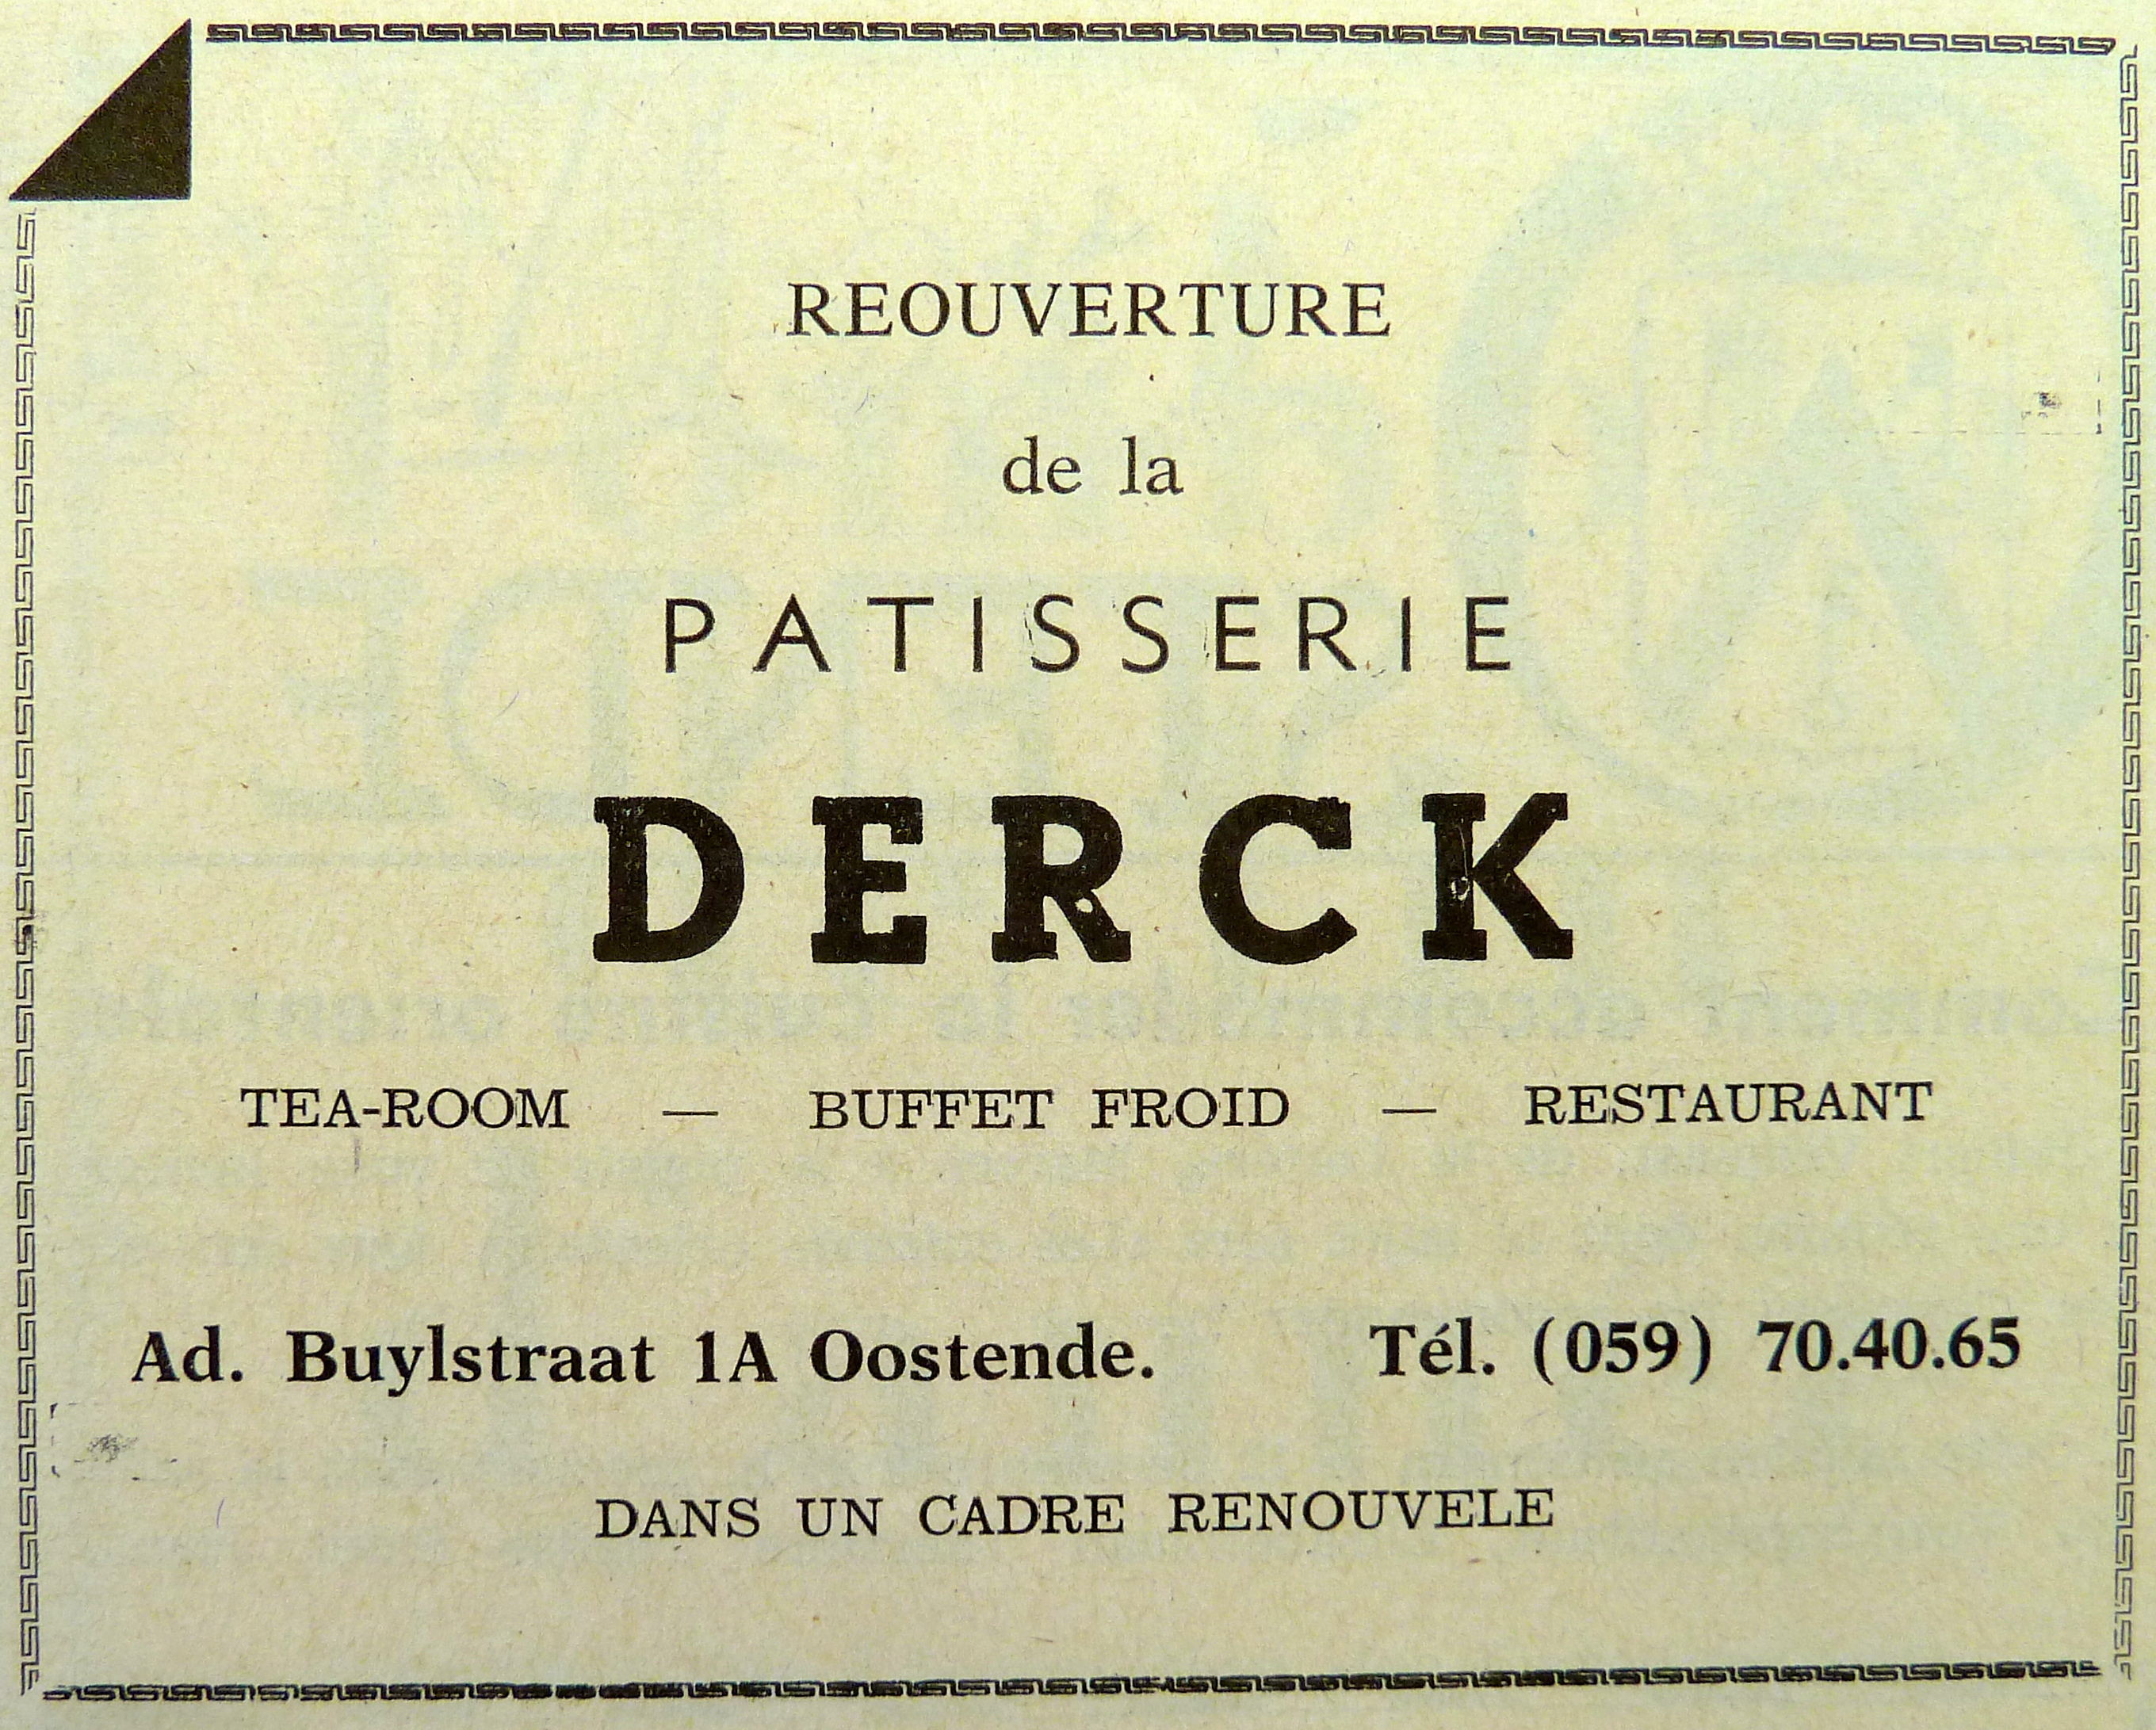 REOUVERTURE
de la
PATISSERIE
DERCK
TEA-ROOM — BUFFET FROID — RESTAURANT
Ad. Buylstraat 1A Oostende. Tél. (059) 70.40.65
DANS UN CADRE RENOUVELE